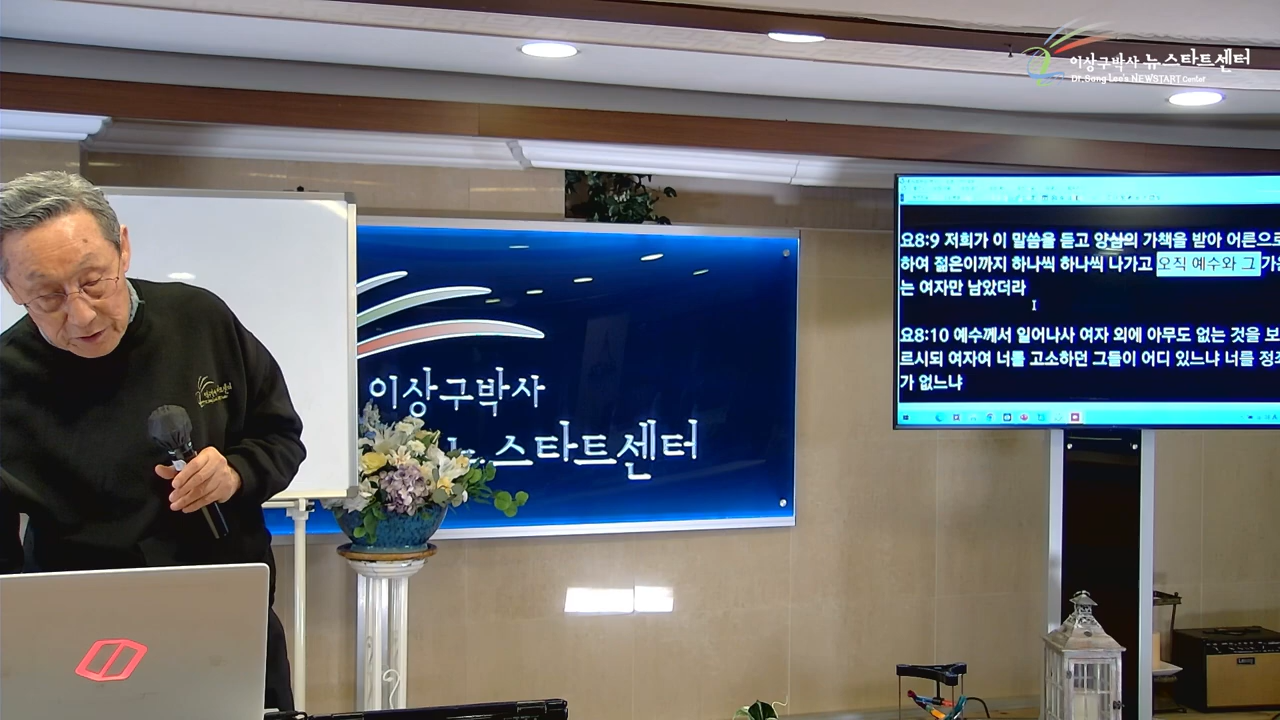 이상구박사 뉴스타트센터
Dr. Sang Lee's NEWSTART Center
요8:9 저희가 이 말씀을 듣고 양심의 가책을 받아 어른으로
하여 젊은이까지 하나씩 하나씩 나가고 오직 예수와 그 가운
는 여자만 남았더라
요8:10 예수께서 일어나사 여자 외에 아무도 없는 것을 보
르시되 여자여 너를 고소하던 그들이 어디 있느냐 너를 정죄
가 없느냐
이상구박사
뉴스타트센터